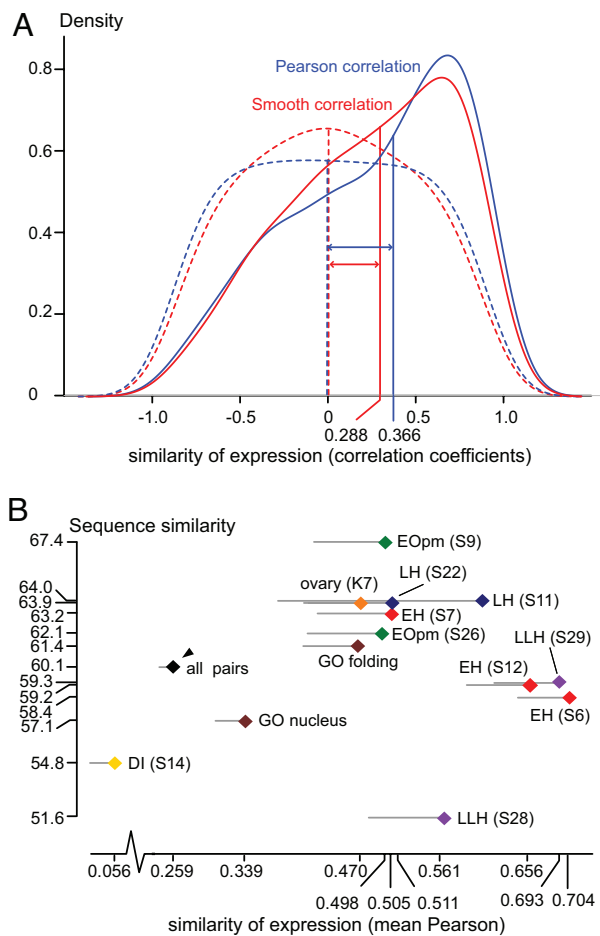 A
Density
0.8
0.6
0.4
0.2
0
Pearson correlation
Smooth correlation
-1.0
-0.5
0
0.5
1.0
0.288
0.366
similarity of expression (correlation coefficients)
B
Sequence similarity
67.4
64.0
63.9
63.2
62.1
61.4
60.1
59.3
59.2
58.4
57.1
54.8
51.6
EOpm (S9)
ovary (K7)
LH (S22)
LH (S11)
EH (S7)
EOpm (S26)
GO folding
LLH (S29)
EH (S12)
EH (S6)
all pairs
GO nucleus
DI (S14)
LLH (S28)
0.056
0.259
0.339
0.470
0.561
0.656
0.498
0.505
0.511
0.693
0.704
similarity of expression (mean Pearson)